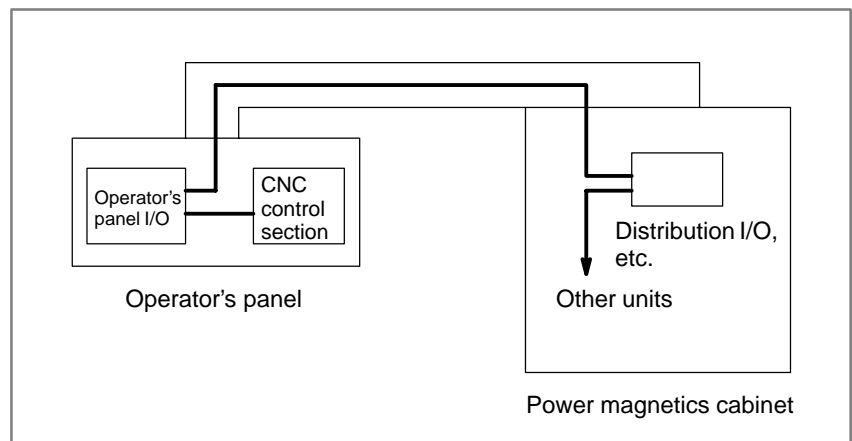 Operator's
panel I/O
CNC
control
section
Operator's panel
Distribution I/O,
etc.
Other units
Power magnetics cabinet